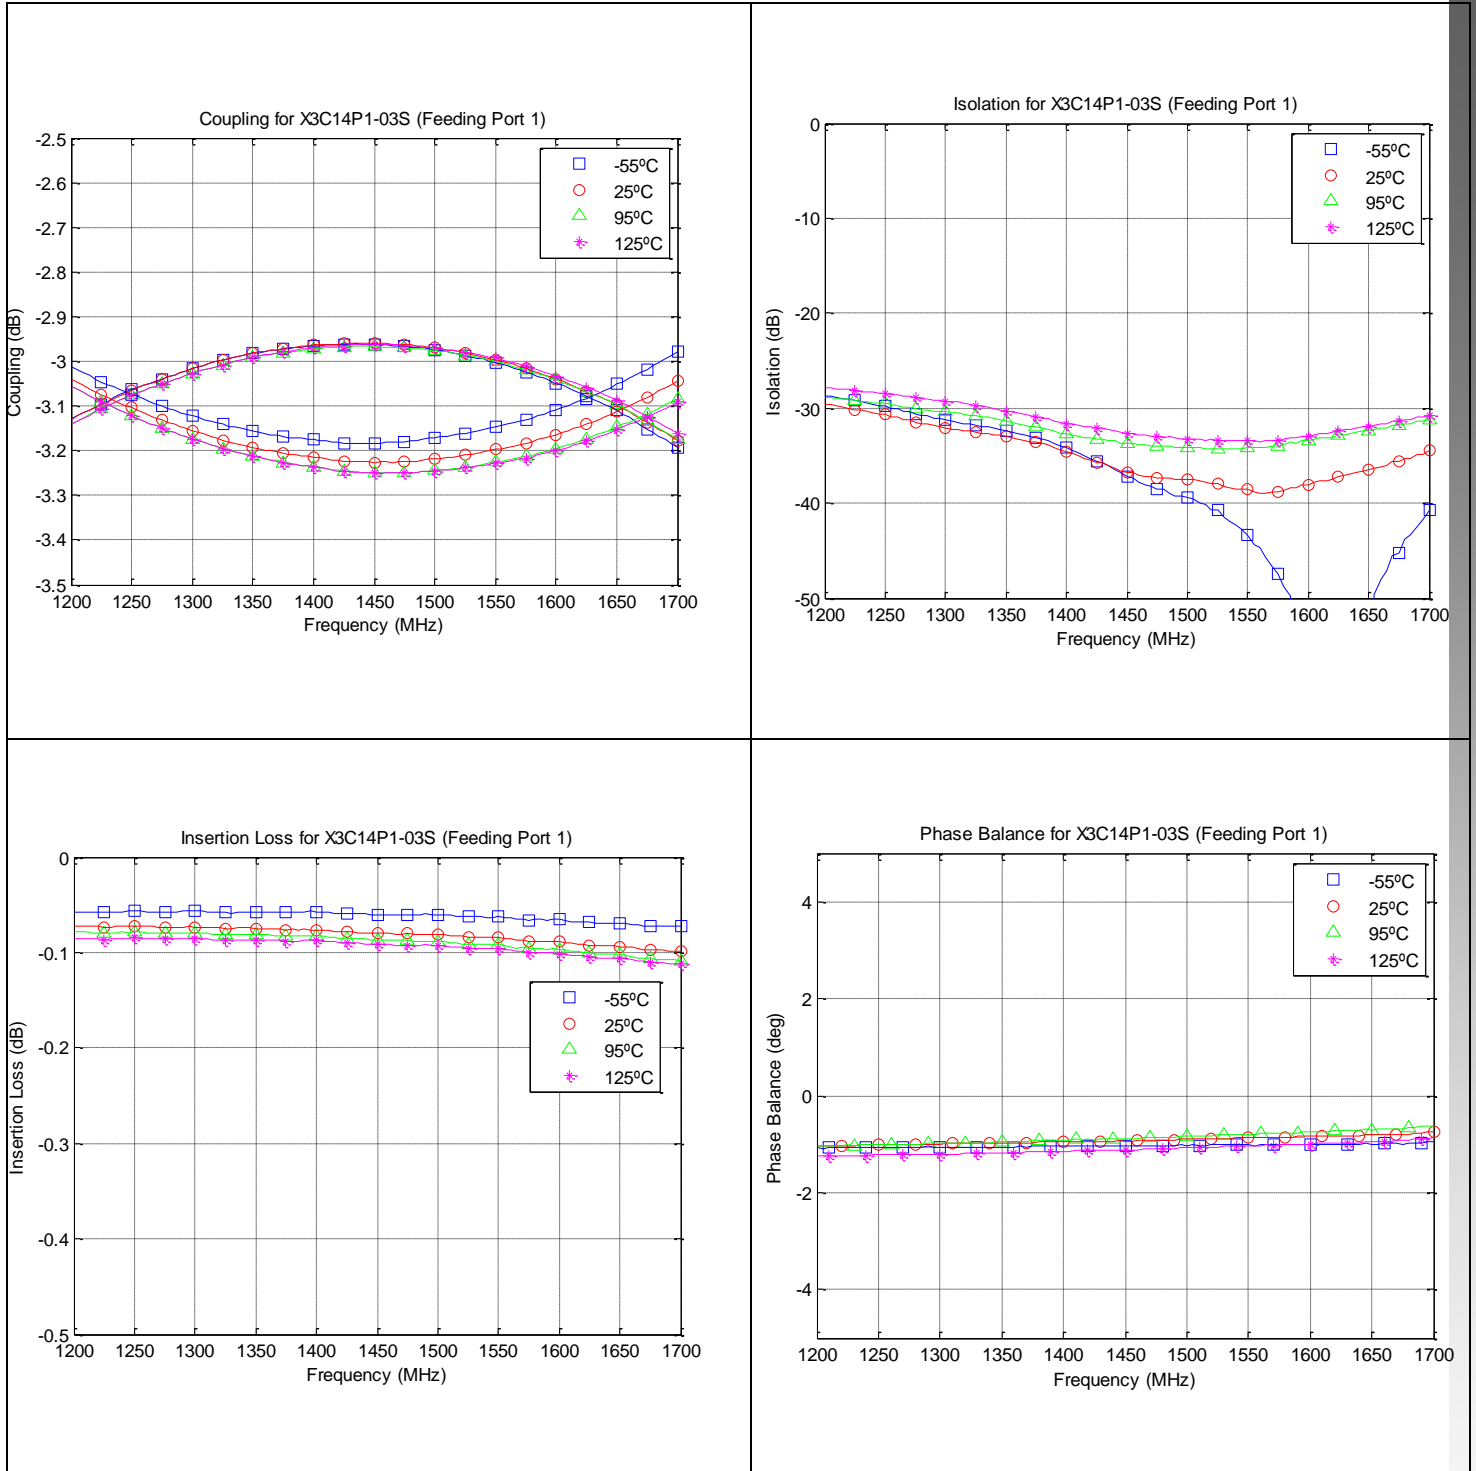 Coupling for X3C14P1-03S (Feeding Port 1)
-2.5
-2.6
-2.7
-2.8
-2.9
-3
-3.1
-3.2
-3.3
-3.4
-3.5
Coupling (dB)
-55ºC
25ºC
95ºC
125ºC
1200 1250 1300 1350 1400 1450 1500 1550 1600 1650 1700
Frequency (MHz)
Isolation for X3C14P1-03S (Feeding Port 1)
0
-10
-20
-30
-40
-50
Isolation (dB)
-55ºC
25ºC
95ºC
125ºC
1200 1250 1300 1350 1400 1450 1500 1550 1600 1650 1700
Frequency (MHz)
Insertion Loss for X3C14P1-03S (Feeding Port 1)
0
-0.1
-0.2
-0.3
-0.4
-0.5
Insertion Loss (dB)
-55ºC
25ºC
95ºC
125ºC
1200 1250 1300 1350 1400 1450 1500 1550 1600 1650 1700
Frequency (MHz)
Phase Balance for X3C14P1-03S (Feeding Port 1)
4
2
0
-2
-4
Phase Balance (deg)
-55ºC
25ºC
95ºC
125ºC
1200 1250 1300 1350 1400 1450 1500 1550 1600 1650 1700
Frequency (MHz)